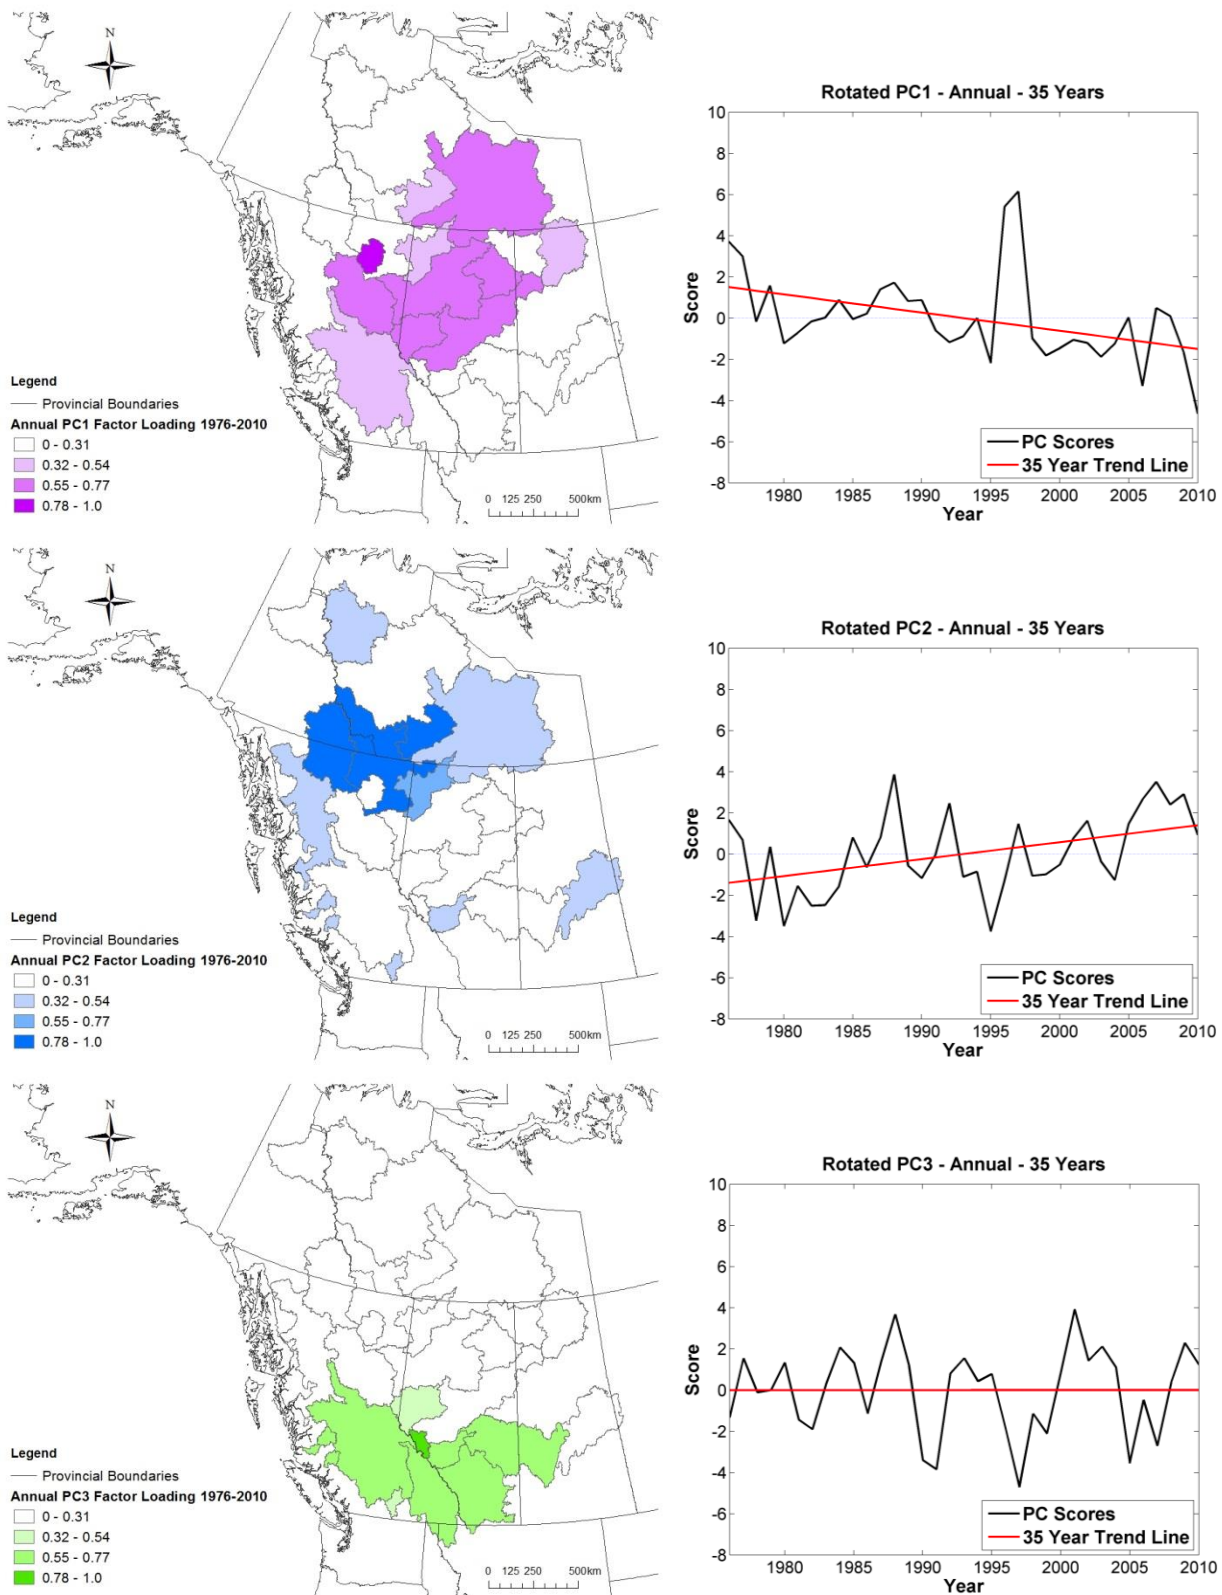 N
Legend
Provincial Boundaries
Annual PC1 Factor Loading 1976-2010
0 - 0.31
0.32 - 0.54
0.55 - 0.77
0.78 - 1.0
0 125 250 500km
Rotated PC1 - Annual - 35 Years
10
8
6
4
2
0
-2
-4
-6
-8
Score
PC Scores
35 Year Trend Line
1980 1985 1990 1995 2000 2005 2010
Year
N
Legend
Provincial Boundaries
Annual PC2 Factor Loading 1976-2010
0 - 0.31
0.32 - 0.54
0.55 - 0.77
0.78 - 1.0
0 125 250 500km
Rotated PC2 - Annual - 35 Years
10
8
6
4
2
0
-2
-4
-6
-8
Score
PC Scores
35 Year Trend Line
1980 1985 1990 1995 2000 2005 2010
Year
N
Legend
Provincial Boundaries
Annual PC3 Factor Loading 1976-2010
0 - 0.31
0.32 - 0.54
0.55 - 0.77
0.78 - 1.0
0 125 250 500km
Rotated PC3 - Annual - 35 Years
10
8
6
4
2
0
-2
-4
-6
-8
Score
PC Scores
35 Year Trend Line
1980 1985 1990 1995 2000 2005 2010
Year